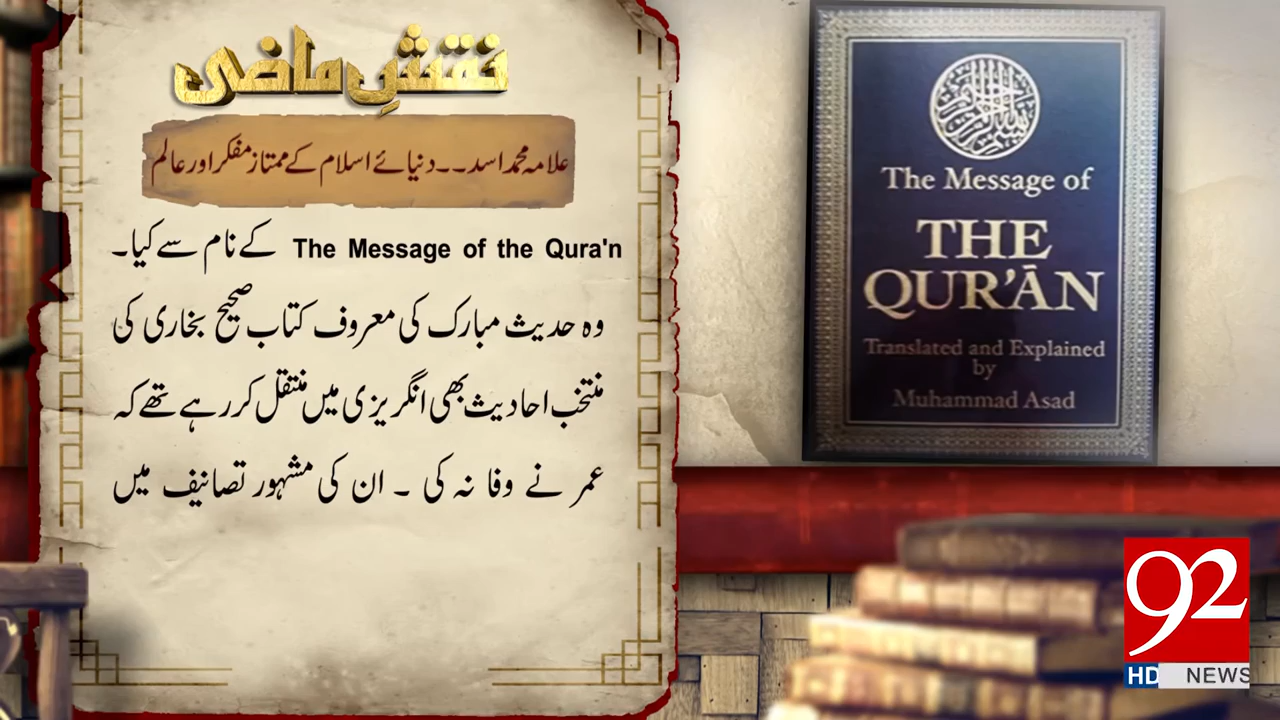 نقشِ ماضی
علامہ محمد اسد۔۔دنیائے اسلام کے ممتاز مفکر اور عالم
The Message of the Qura'n کے نام سے کیا۔
وہ حدیث مبارک کی معروف کتاب صحیح بخاری کی
منتخب احادیث بھی انگریزی میں منتقل کر رہے تھے کہ
عمر نے وفا نہ کی ۔ ان کی مشہور تصانیف میں
The Message of
THE
QUR'ĀN
Translated and Explained
by
Muhammad Asad
92
HD NEWS